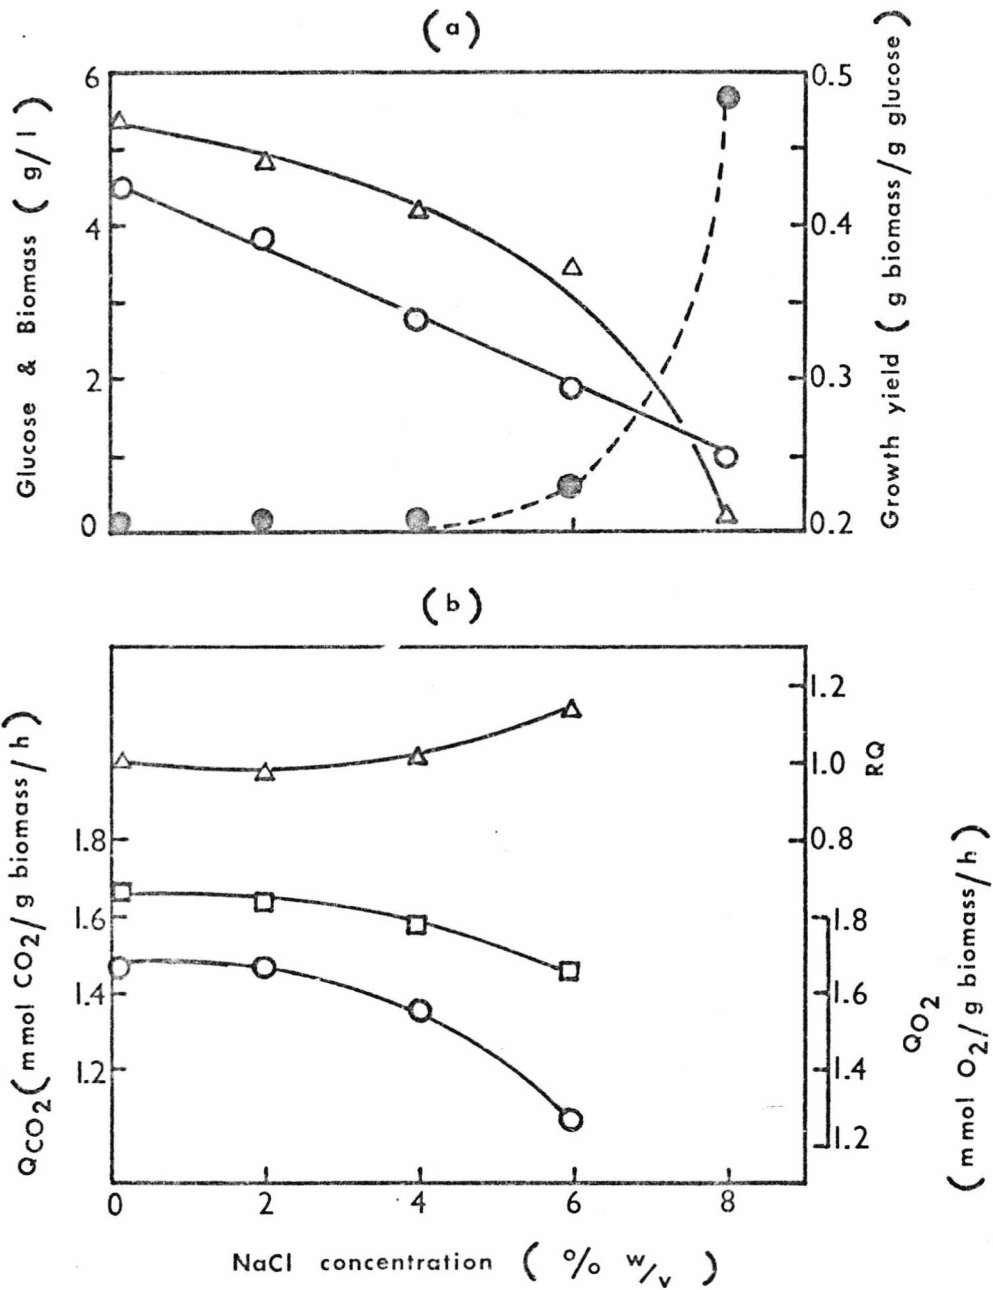 (a)
Glucose & Biomass (g/l)
6
4
2
0
0.5
0.4
0.3
0.2
Growth yield (g biomass/g glucose)
(b)
QCO2 (mmol CO2/g biomass/h)
1.8
1.6
1.4
1.2
1.2
1.0
0.8
RQ
1.8
1.6
1.4
1.2
QO2
(mmol O2/g biomass/h)
0 2 4 6 8
NaCl concentration (% w/v)